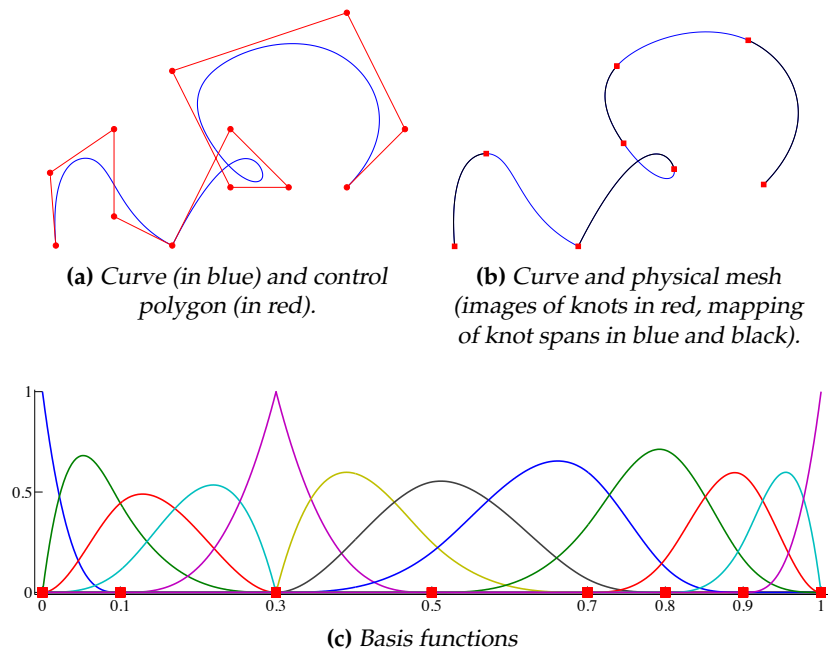 (a) Curve (in blue) and control
polygon (in red).
(b) Curve and physical mesh
(images of knots in red, mapping
of knot spans in blue and black).
1
0.5
0
0 0.1 0.3 0.5 0.7 0.8 0.9 1
(c) Basis functions